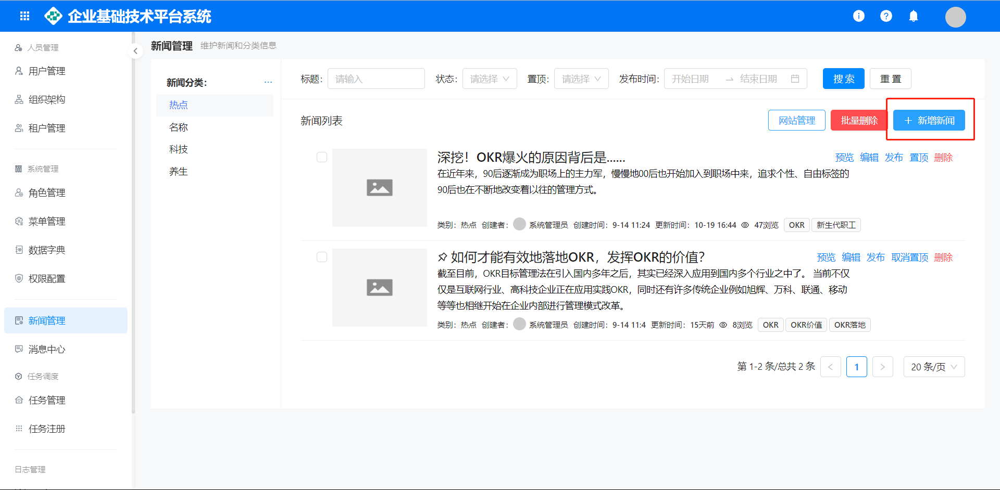 企业基础技术平台系统
人员管理
用户管理
组织架构
租户管理
系统管理
角色管理
菜单管理
数据字典
权限配置
新闻管理
消息中心
任务调度
任务管理
任务注册
日志管理
新闻管理 维护新闻和分类信息
新闻分类： ...
热点
名称
科技
养生
标题： 请输入 状态： 请选择 置顶： 请选择 发布时间： 开始日期 → 结束日期 搜 索 重 置
新闻列表 网站管理 批量删除 + 新增新闻
深挖！OKR爆火的原因背后是...... 预览 编辑 发布 置顶 删除
在近年来，90后逐渐成为职场上的主力军，慢慢地00后也开始加入到职场中来，追求个性、自由标签的
90后也在不断地改变着以往的管理方式。
类别：热点 创建者： 系统管理员 创建时间：9-14 11:24 更新时间：10-19 16:44 47浏览 OKR 新生代职工
如何才能有效地落地OKR，发挥OKR的价值？ 预览 编辑 发布 取消置顶 删除
截至目前，OKR目标管理法在引入国内多年之后，其实已经深入应用到国内多个行业之中了。 当前不仅
仅是互联网行业、高科技企业正在应用实践OKR，同时还有许多传统企业例如旭辉、万科、联通、移动
等等也相继开始在企业内部进行管理模式改革。
类别：热点 创建者： 系统管理员 创建时间：9-14 11:4 更新时间：15天前 8浏览 OKR OKR价值 OKR落地
第 1-2 条/总共 2 条 < 1 > 20 条/页